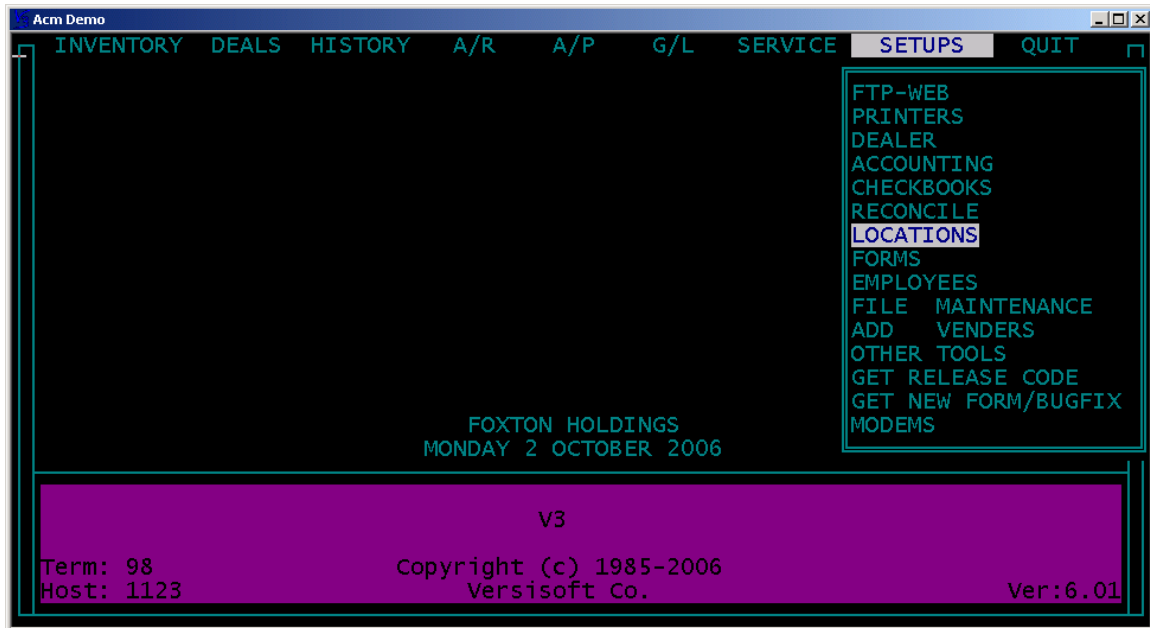 Acm Demo
INVENTORY DEALS HISTORY A/R A/P G/L SERVICE SETUPS QUIT
FTP-WEB
PRINTERS
DEALER
ACCOUNTING
CHECKBOOKS
RECONCILE
LOCATIONS
FORMS
EMPLOYEES
FILE MAINTENANCE
ADD VENDERS
OTHER TOOLS
GET RELEASE CODE
GET NEW FORM/BUGFIX
MODEMS
FOXTON HOLDINGS
MONDAY 2 OCTOBER 2006
V3
Term: 98 Copyright (c) 1985-2006
Host: 1123 Versisoft Co. Ver:6.01